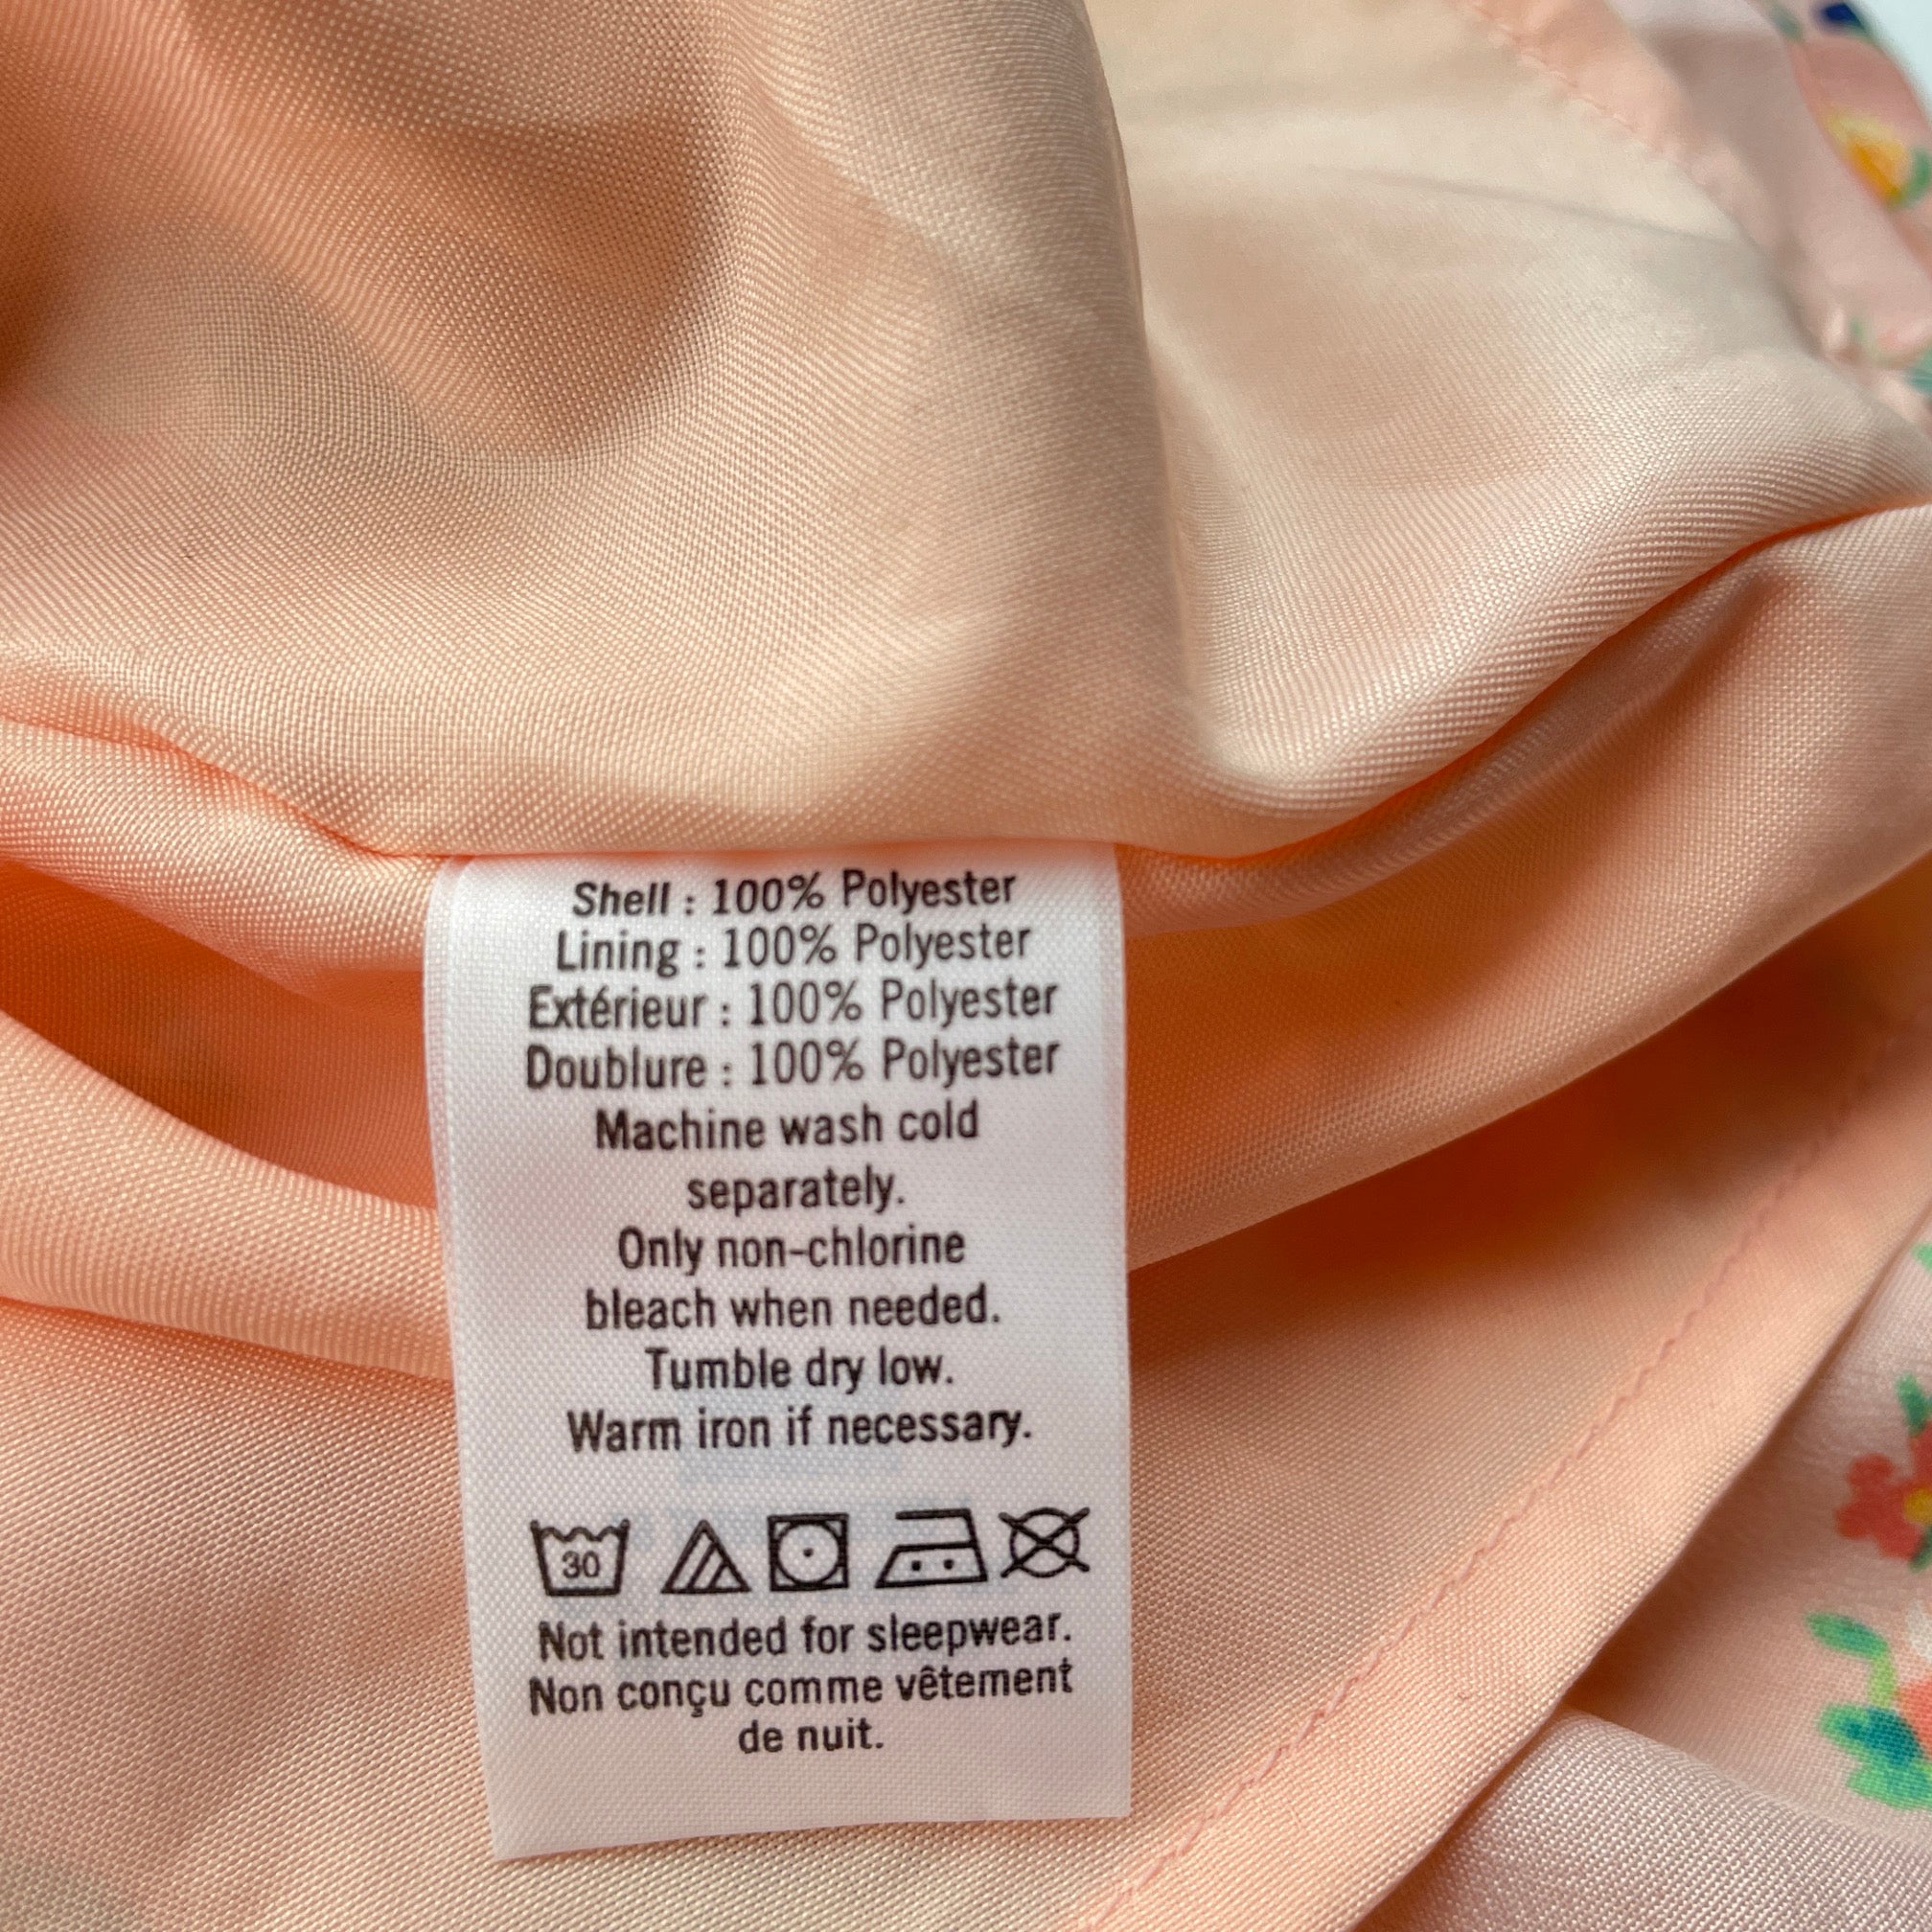 Shell : 100% Polyester
Lining : 100% Polyester
Extérieur : 100% Polyester
Doublure : 100% Polyester
Machine wash cold
separately.
Only non-chlorine
bleach when needed.
Tumble dry low.
Warm iron if necessary.
30
Not intended for sleepwear.
Non conçu comme vêtement
de nuit.